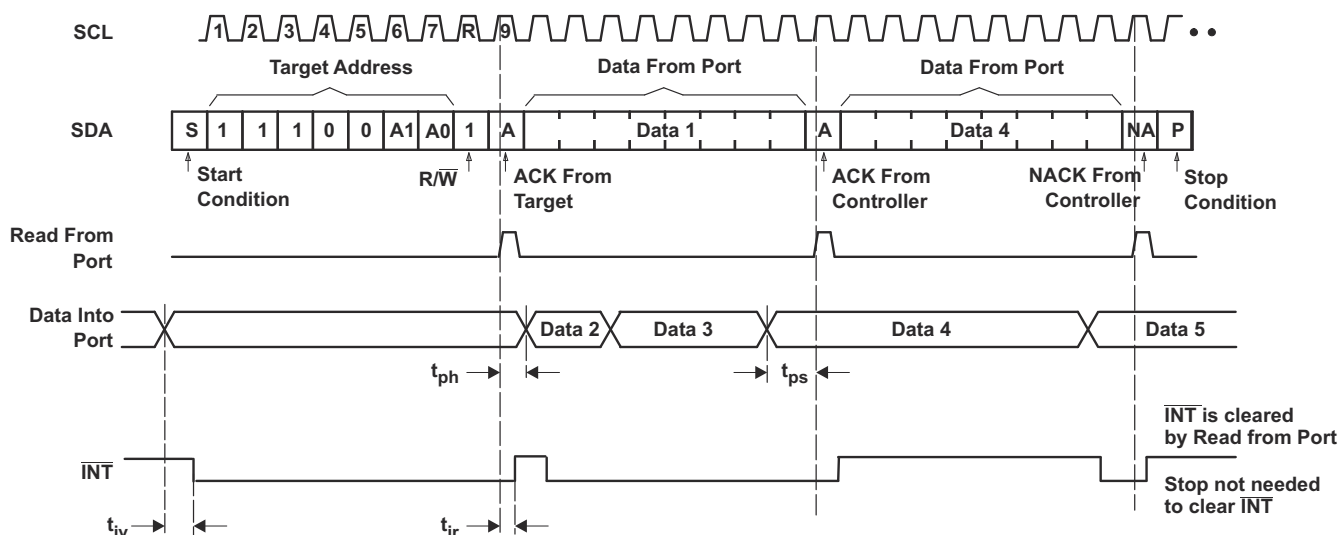 SCL
1 2 3 4 5 6 7 R 9
Target Address
Data From Port
Data From Port
SDA
S 1 1 1 0 0 A1 A0 1 A Data 1 A Data 4 NA P
Start
Condition
R/W
ACK From
Target
ACK From
Controller
NACK From
Controller
Stop
Condition
Read From
Port
Data Into
Port
Data 2 Data 3 Data 4 Data 5
tph
tps
INT is cleared
by Read from Port
INT
Stop not needed
to clear INT
tiv
tir